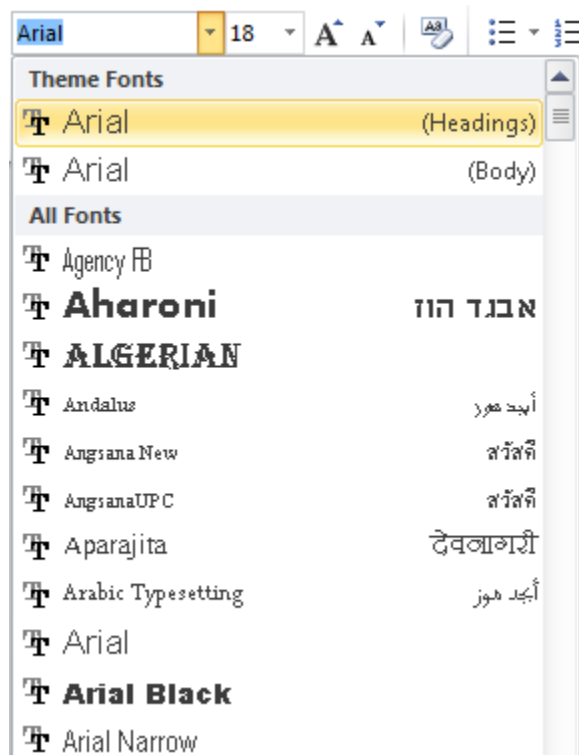 Arial 18
Theme Fonts
Arial (Headings)
Arial (Body)
All Fonts
Agency FB
Aharoni אבגד הוז
ALGERIAN
Andalus أبجد هوز
Angsana New สวัสดี
AngsanaUPC สวัสดี
Aparajita देवनागरी
Arabic Typesetting أبجد هوز
Arial
Arial Black
Arial Narrow